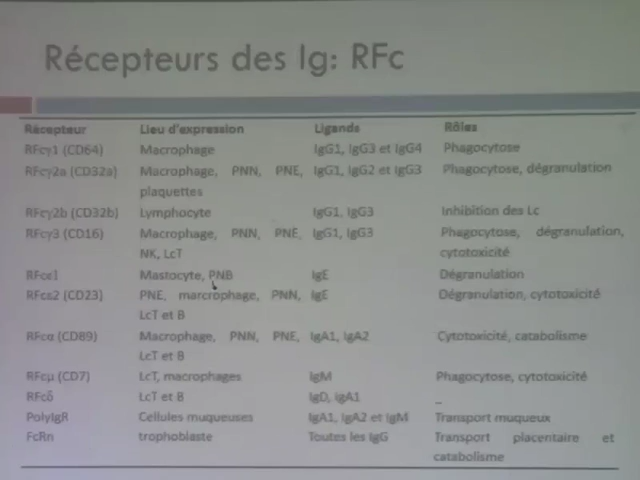 Récepteurs des Ig: RFc
Récepteur Lieu d'expression Ligands Rôles
RFcγ1 (CD64) Macrophage IgG1, IgG3 et IgG4 Phagocytose
RFcγ2a (CD32a) Macrophage, PNN, PNE, IgG1, IgG2 et IgG3 Phagocytose, dégranulation
plaquettes
RFcγ2b (CD32b) Lymphocyte IgG1, IgG3 Inhibition des Lc
RFcγ3 (CD16) Macrophage, PNN, PNE, IgG1, IgG3 Phagocytose, dégranulation,
NK, LcT cytotoxicité
RFcε1 Mastocyte, PNB IgE Dégranulation
RFcε2 (CD23) PNE, marcrophage, PNN, IgE Dégranulation, cytotoxicité
LcT et B
RFcα (CD89) Macrophage, PNN, PNE, IgA1, IgA2 Cytotoxicité, catabolisme
LcT et B
RFcμ (CD7) LcT, macrophages IgM Phagocytose, cytotoxicité
RFcδ LcT et B IgD, IgA1 _
PolyIgR Cellules muqueuses IgA1, IgA2 et IgM Transport muqueux
FcRn trophoblaste Toutes les IgG Transport placentaire et
catabolisme